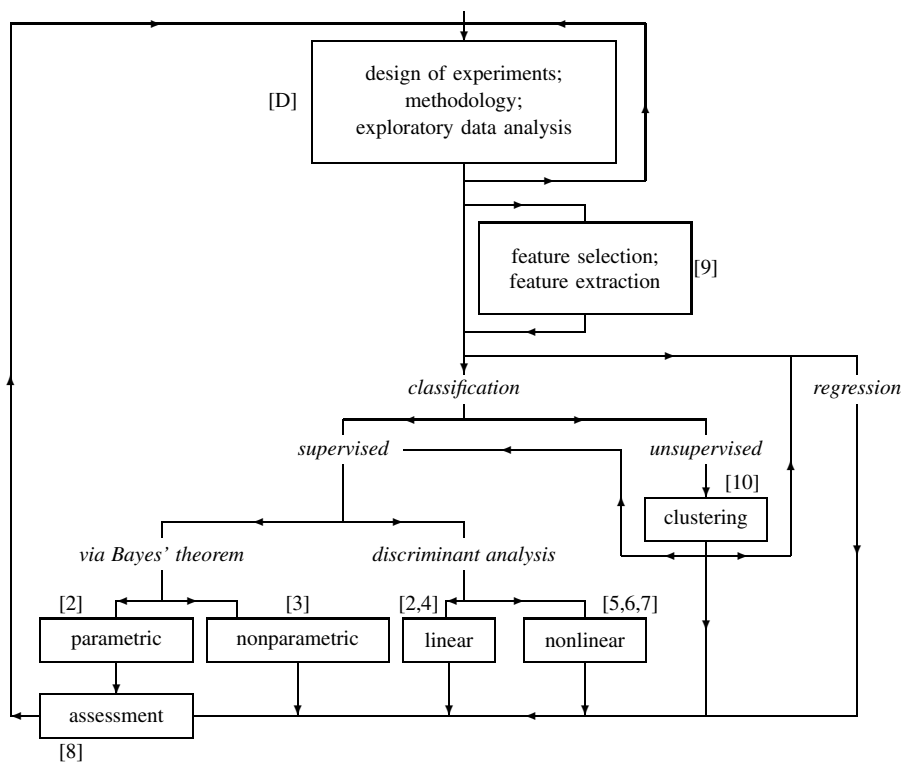 design of experiments;
methodology;
exploratory data analysis
[D]
feature selection;
feature extraction
[9]
classification
regression
supervised
unsupervised
[10]
clustering
via Bayes' theorem
discriminant analysis
[2]
[3]
[2,4]
[5,6,7]
parametric
nonparametric
linear
nonlinear
assessment
[8]